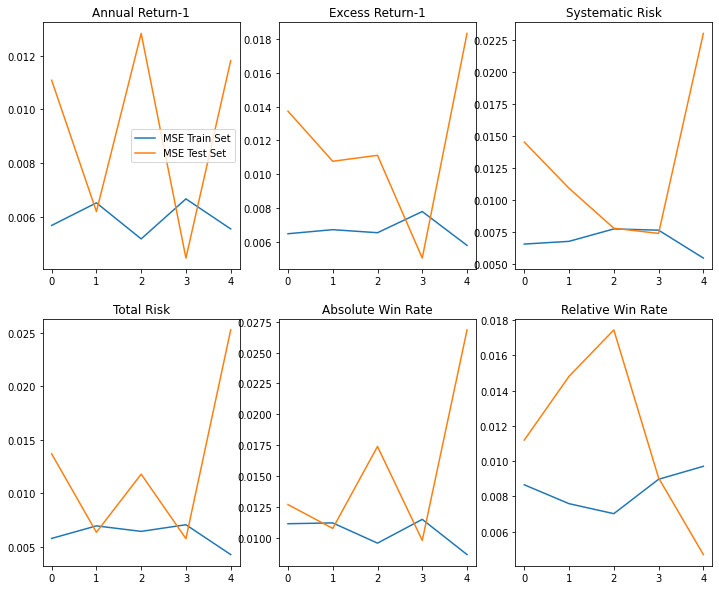 Annual Return-1
0.012
0.010
0.008
0.006
MSE Train Set
MSE Test Set
0 1 2 3 4
Excess Return-1
0.018
0.016
0.014
0.012
0.010
0.008
0.006
0 1 2 3 4
Systematic Risk
0.0225
0.0200
0.0175
0.0150
0.0125
0.0100
0.0075
0.0050
0 1 2 3 4
Total Risk
0.025
0.020
0.015
0.010
0.005
0 1 2 3 4
Absolute Win Rate
0.0275
0.0250
0.0225
0.0200
0.0175
0.0150
0.0125
0.0100
0 1 2 3 4
Relative Win Rate
0.018
0.016
0.014
0.012
0.010
0.008
0.006
0 1 2 3 4